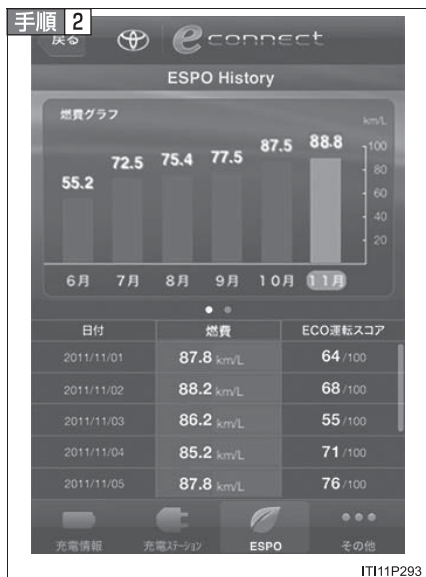 手順 2
戻る TOYOTA e connect
ESPO History
燃費グラフ
km/L
55.2 72.5 75.4 77.5 87.5 88.8
100
80
60
40
20
6月 7月 8月 9月 10月 11月
日付 燃費 ECO運転スコア
2011/11/01 87.8 km/L 64 /100
2011/11/02 88.2 km/L 68 /100
2011/11/03 86.2 km/L 55 /100
2011/11/04 85.2 km/L 71 /100
2011/11/05 87.8 km/L 76 /100
充電情報 充電ステーション ESPO その他
ITI11P293